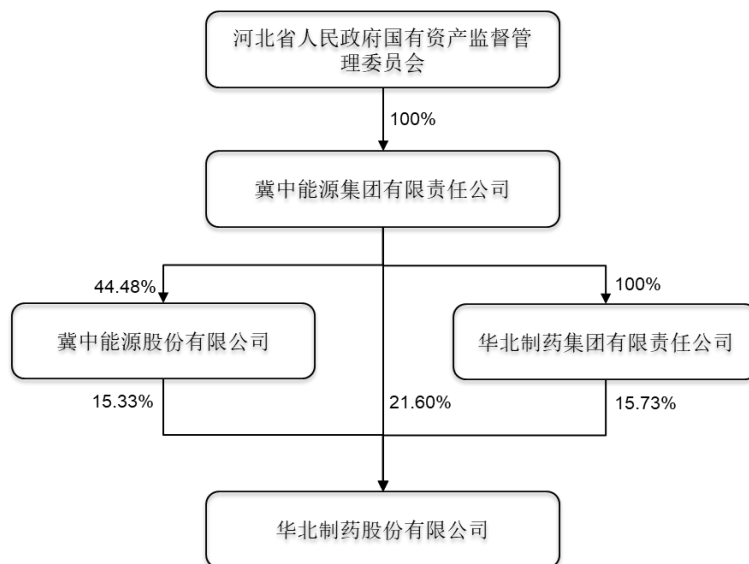 河北省人民政府国有资产监督管
理委员会
100%
冀中能源集团有限责任公司
44.48%
100%
冀中能源股份有限公司
华北制药集团有限责任公司
15.33%
21.60%
15.73%
华北制药股份有限公司